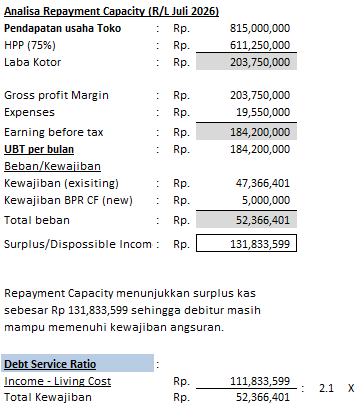 Analisa Repayment Capacity (R/L Juli 2026)
Pendapatan usaha Toko : Rp. 815,000,000
HPP (75%) : Rp. 611,250,000
Laba Kotor : Rp. 203,750,000
Gross profit Margin : Rp. 203,750,000
Expenses : Rp. 19,550,000
Earning before tax : Rp. 184,200,000
UBT per bulan : Rp. 184,200,000
Beban/Kewajiban
Kewajiban (exisiting) : Rp. 47,366,401
Kewajiban BPR CF (new) : Rp. 5,000,000
Total beban : Rp. 52,366,401
Surplus/Dispossible Incom : Rp. 131,833,599
Repayment Capacity menunjukkan surplus kas
sebesar Rp 131,833,599 sehingga debitur masih
mampu memenuhi kewajiban angsuran.
Debt Service Ratio :
Income - Living Cost Rp. 111,833,599 : 2.1 X
Total Kewajiban Rp. 52,366,401